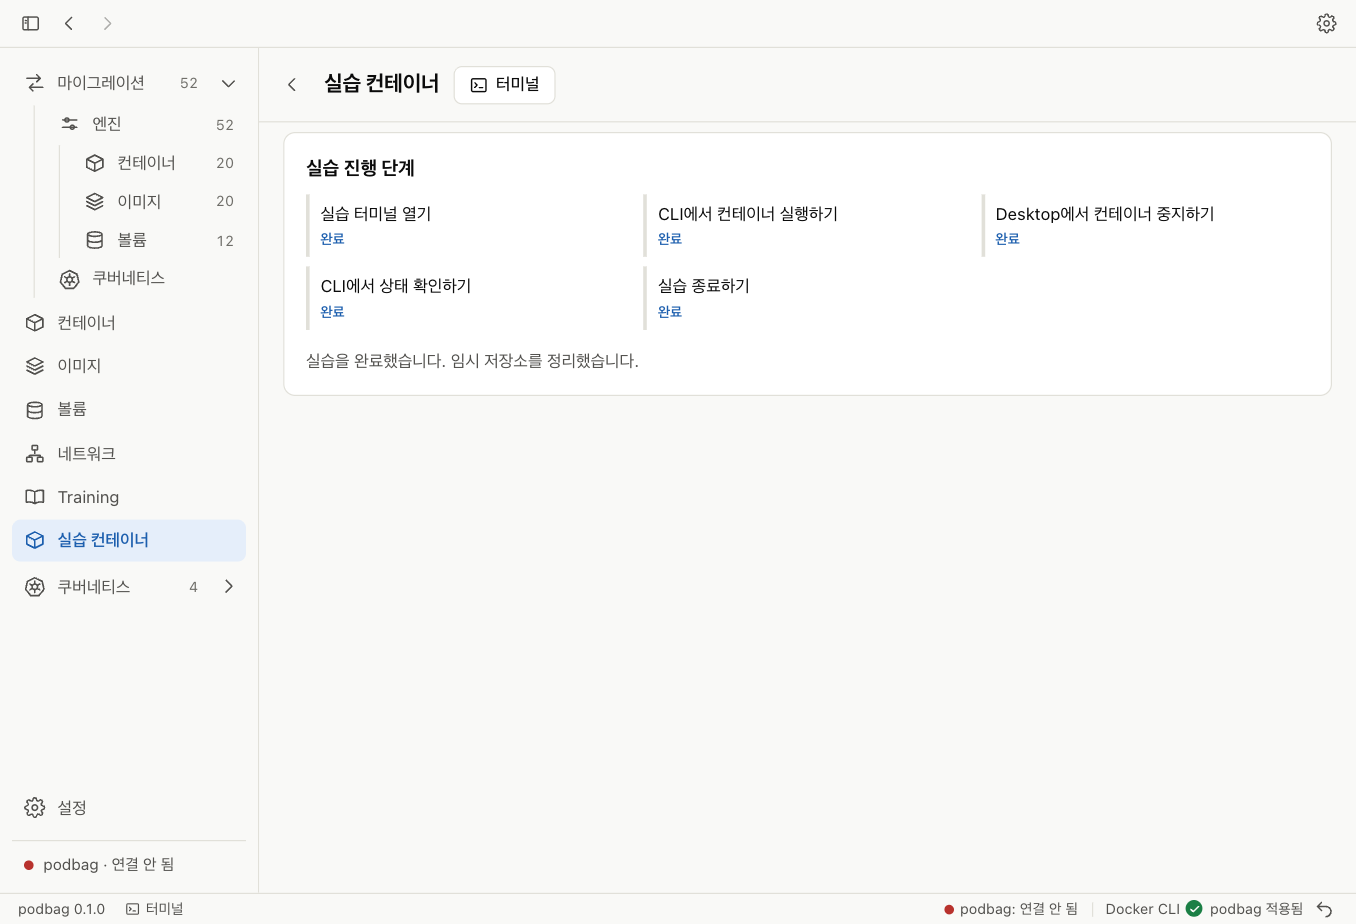 마이그레이션 52
엔진 52
컨테이너 20
이미지 20
볼륨 12
쿠버네티스
컨테이너
이미지
볼륨
네트워크
Training
실습 컨테이너
쿠버네티스 4
설정
podbag · 연결 안 됨
실습 컨테이너
터미널
실습 진행 단계
실습 터미널 열기
완료
CLI에서 컨테이너 실행하기
완료
Desktop에서 컨테이너 중지하기
완료
CLI에서 상태 확인하기
완료
실습 종료하기
완료
실습을 완료했습니다. 임시 저장소를 정리했습니다.
podbag 0.1.0 터미널
podbag: 연결 안 됨
Docker CLI podbag 적용됨